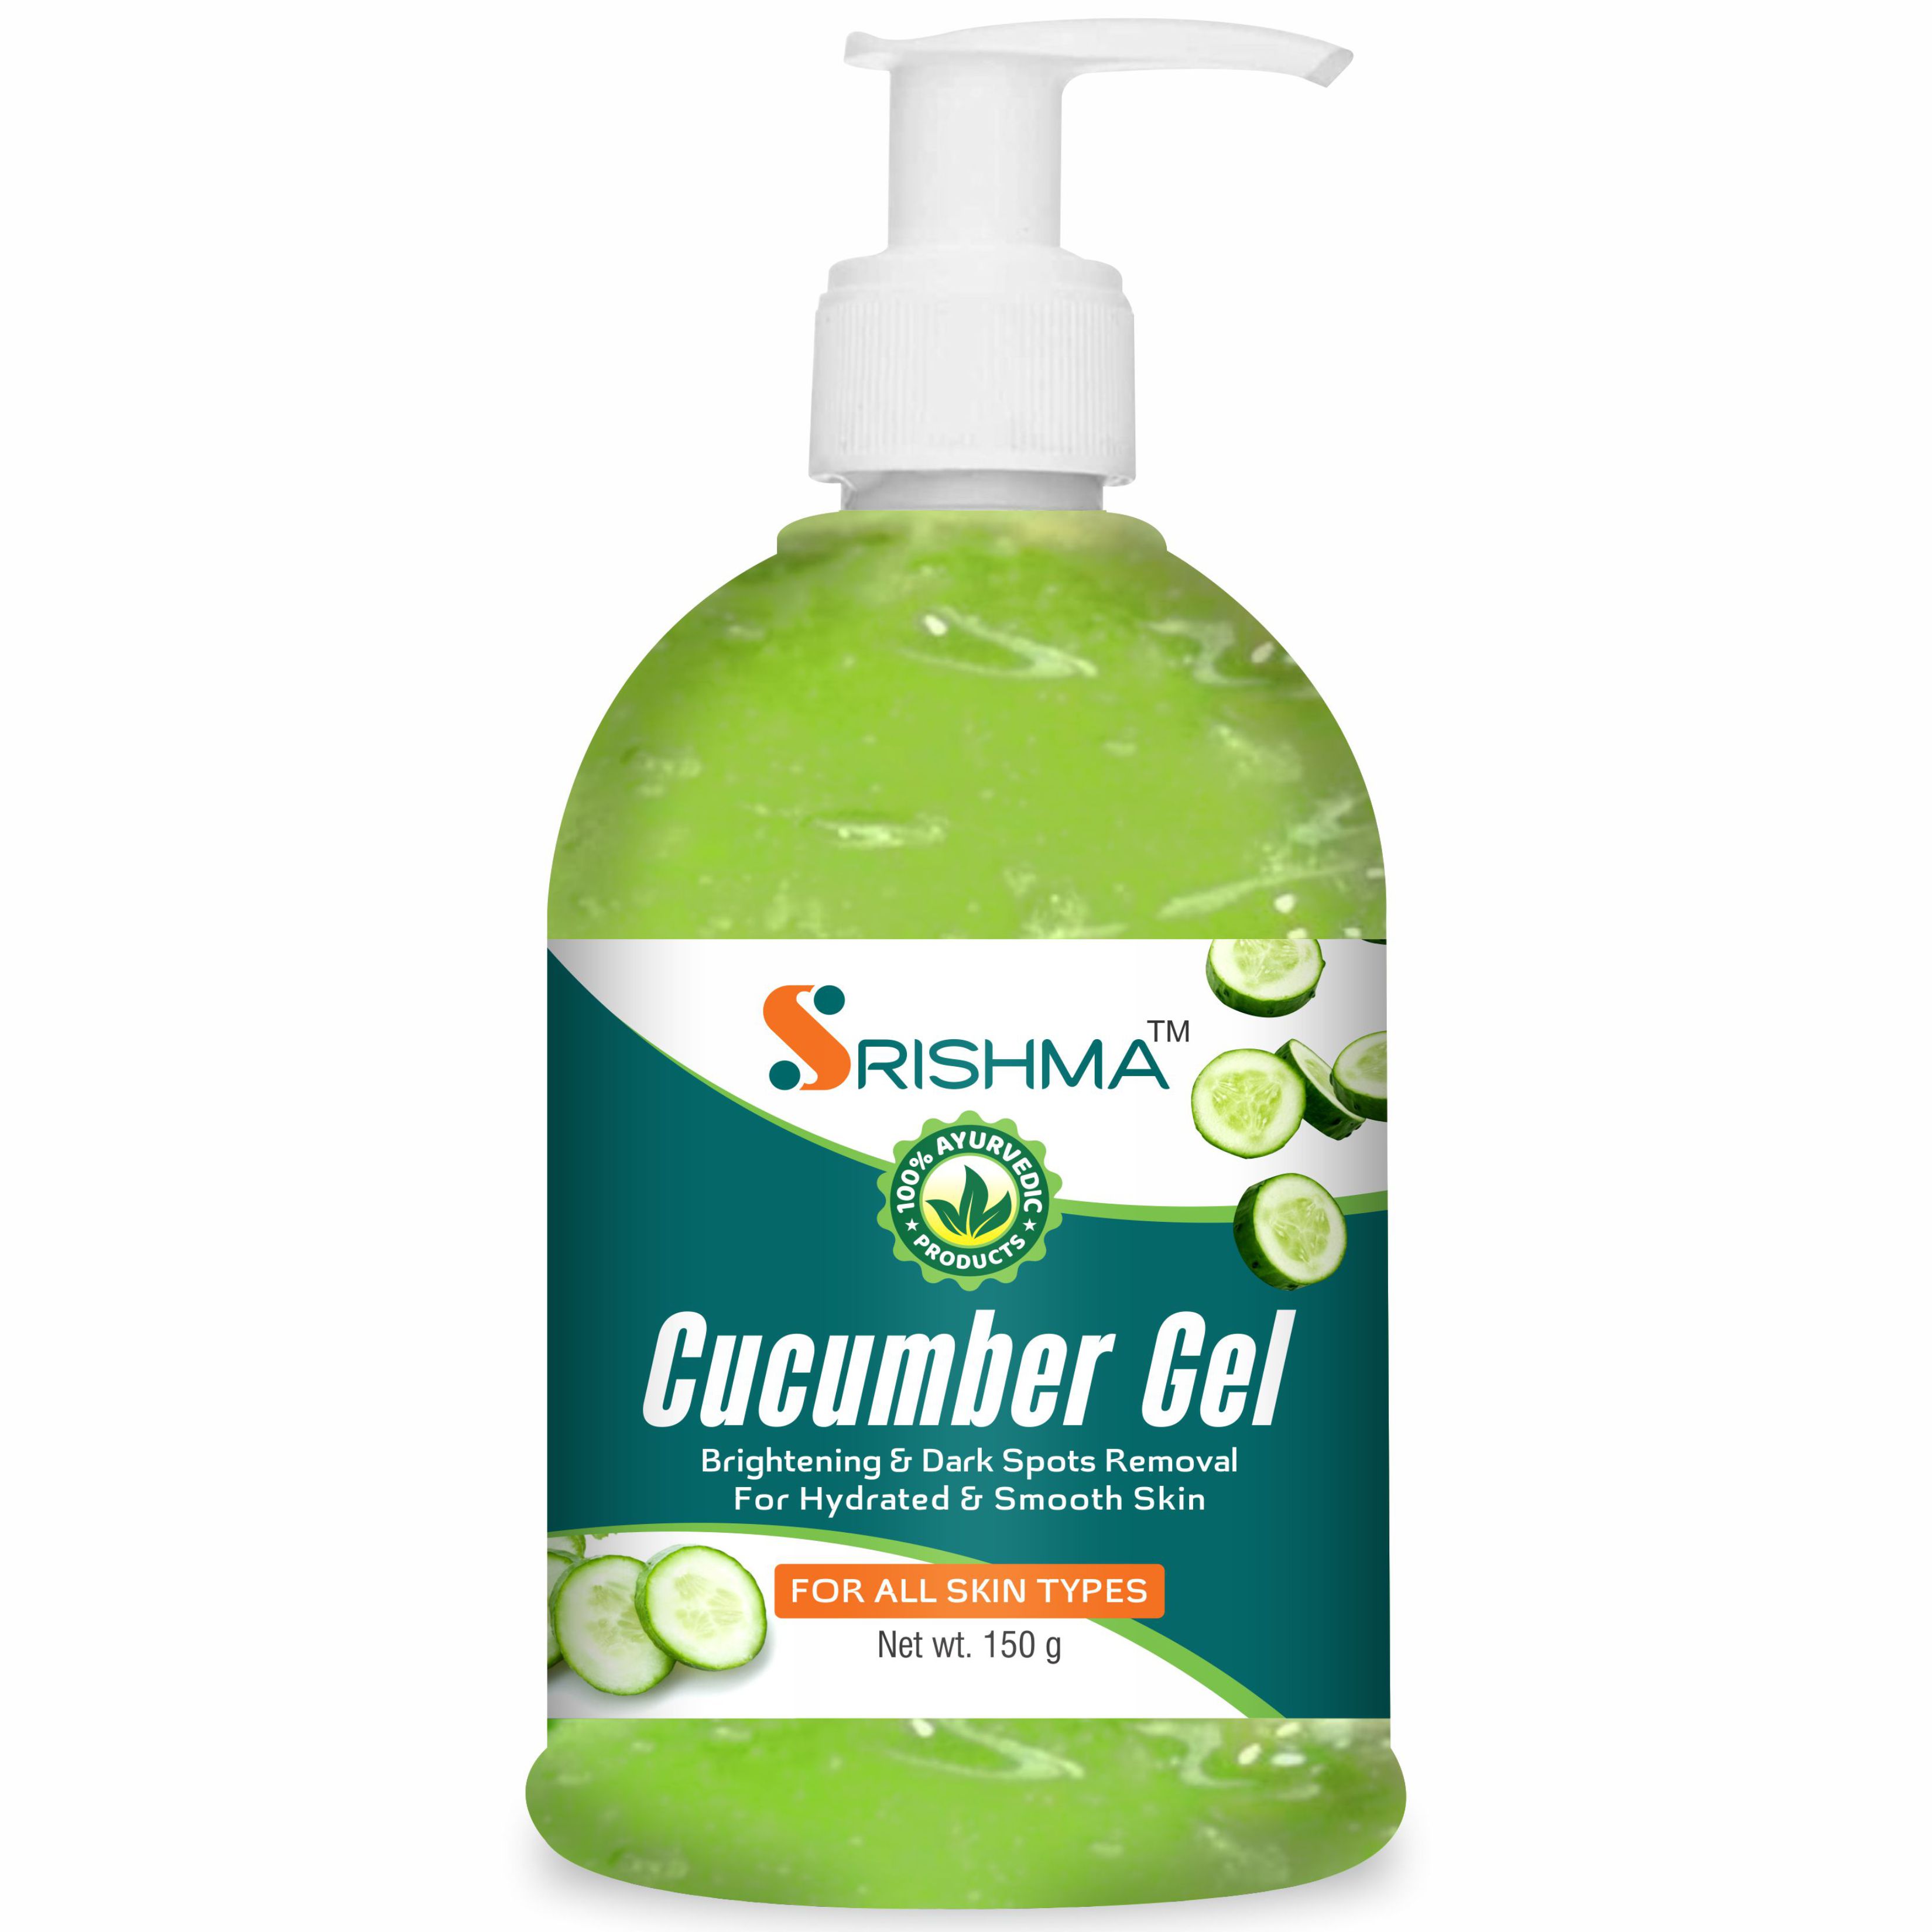 SRISHMA™
100% AYURVEDIC
PRODUCTS
Cucumber Gel
Brightening & Dark Spots Removal
For Hydrated & Smooth Skin
FOR ALL SKIN TYPES
Net wt. 150 g